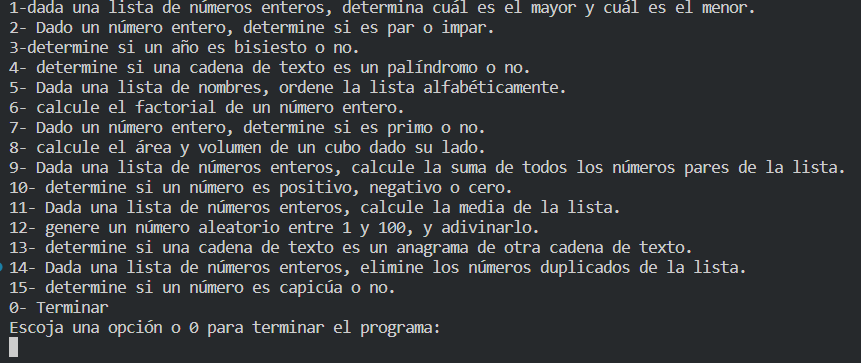 1-dada una lista de números enteros, determina cuál es el mayor y cuál es el menor.
2- Dado un número entero, determine si es par o impar.
3-determine si un año es bisiesto o no.
4- determine si una cadena de texto es un palíndromo o no.
5- Dada una lista de nombres, ordene la lista alfabéticamente.
6- calcule el factorial de un número entero.
7- Dado un número entero, determine si es primo o no.
8- calcule el área y volumen de un cubo dado su lado.
9- Dada una lista de números enteros, calcule la suma de todos los números pares de la lista.
10- determine si un número es positivo, negativo o cero.
11- Dada una lista de números enteros, calcule la media de la lista.
12- genere un número aleatorio entre 1 y 100, y adivinarlo.
13- determine si una cadena de texto es un anagrama de otra cadena de texto.
14- Dada una lista de números enteros, elimine los números duplicados de la lista.
15- determine si un número es capicúa o no.
0- Terminar
Escoja una opción o 0 para terminar el programa: